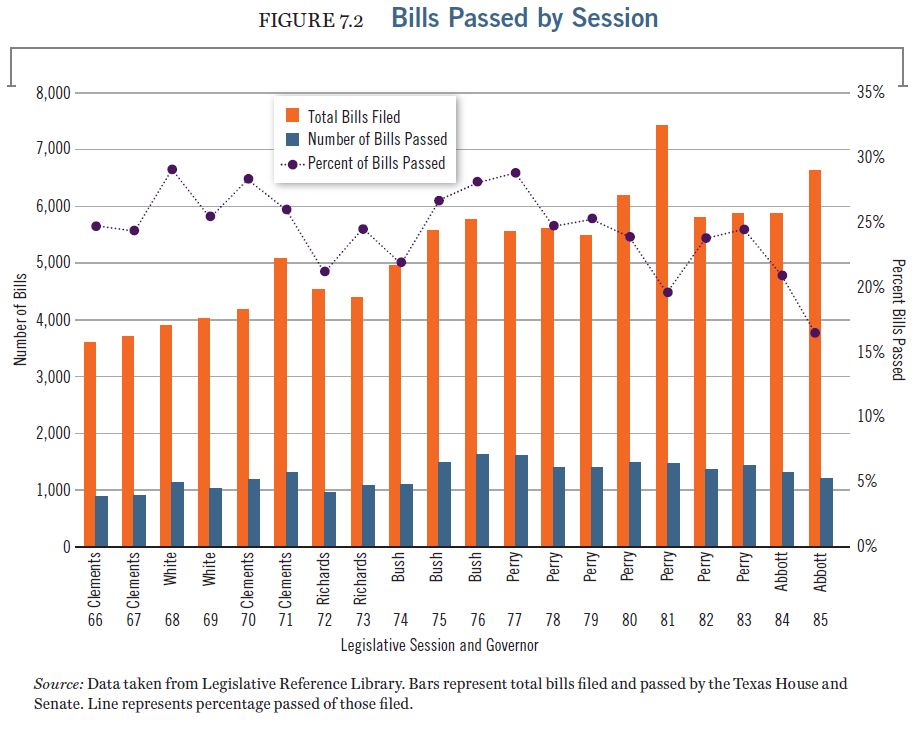 FIGURE 7.2 Bills Passed by Session
8,000
7,000
6,000
5,000
4,000
3,000
2,000
1,000
0
Number of Bills
Total Bills Filed
Number of Bills Passed
Percent of Bills Passed
35%
30%
25%
20%
15%
10%
5%
0%
Percent Bills Passed
Clements Clements White White Clements Clements Richards Richards Bush Bush Bush Perry Perry Perry Perry Perry Perry Perry Abbott Abbott
66 67 68 69 70 71 72 73 74 75 76 77 78 79 80 81 82 83 84 85
Legislative Session and Governor
Source: Data taken from Legislative Reference Library. Bars represent total bills filed and passed by the Texas House and
Senate. Line represents percentage passed of those filed.